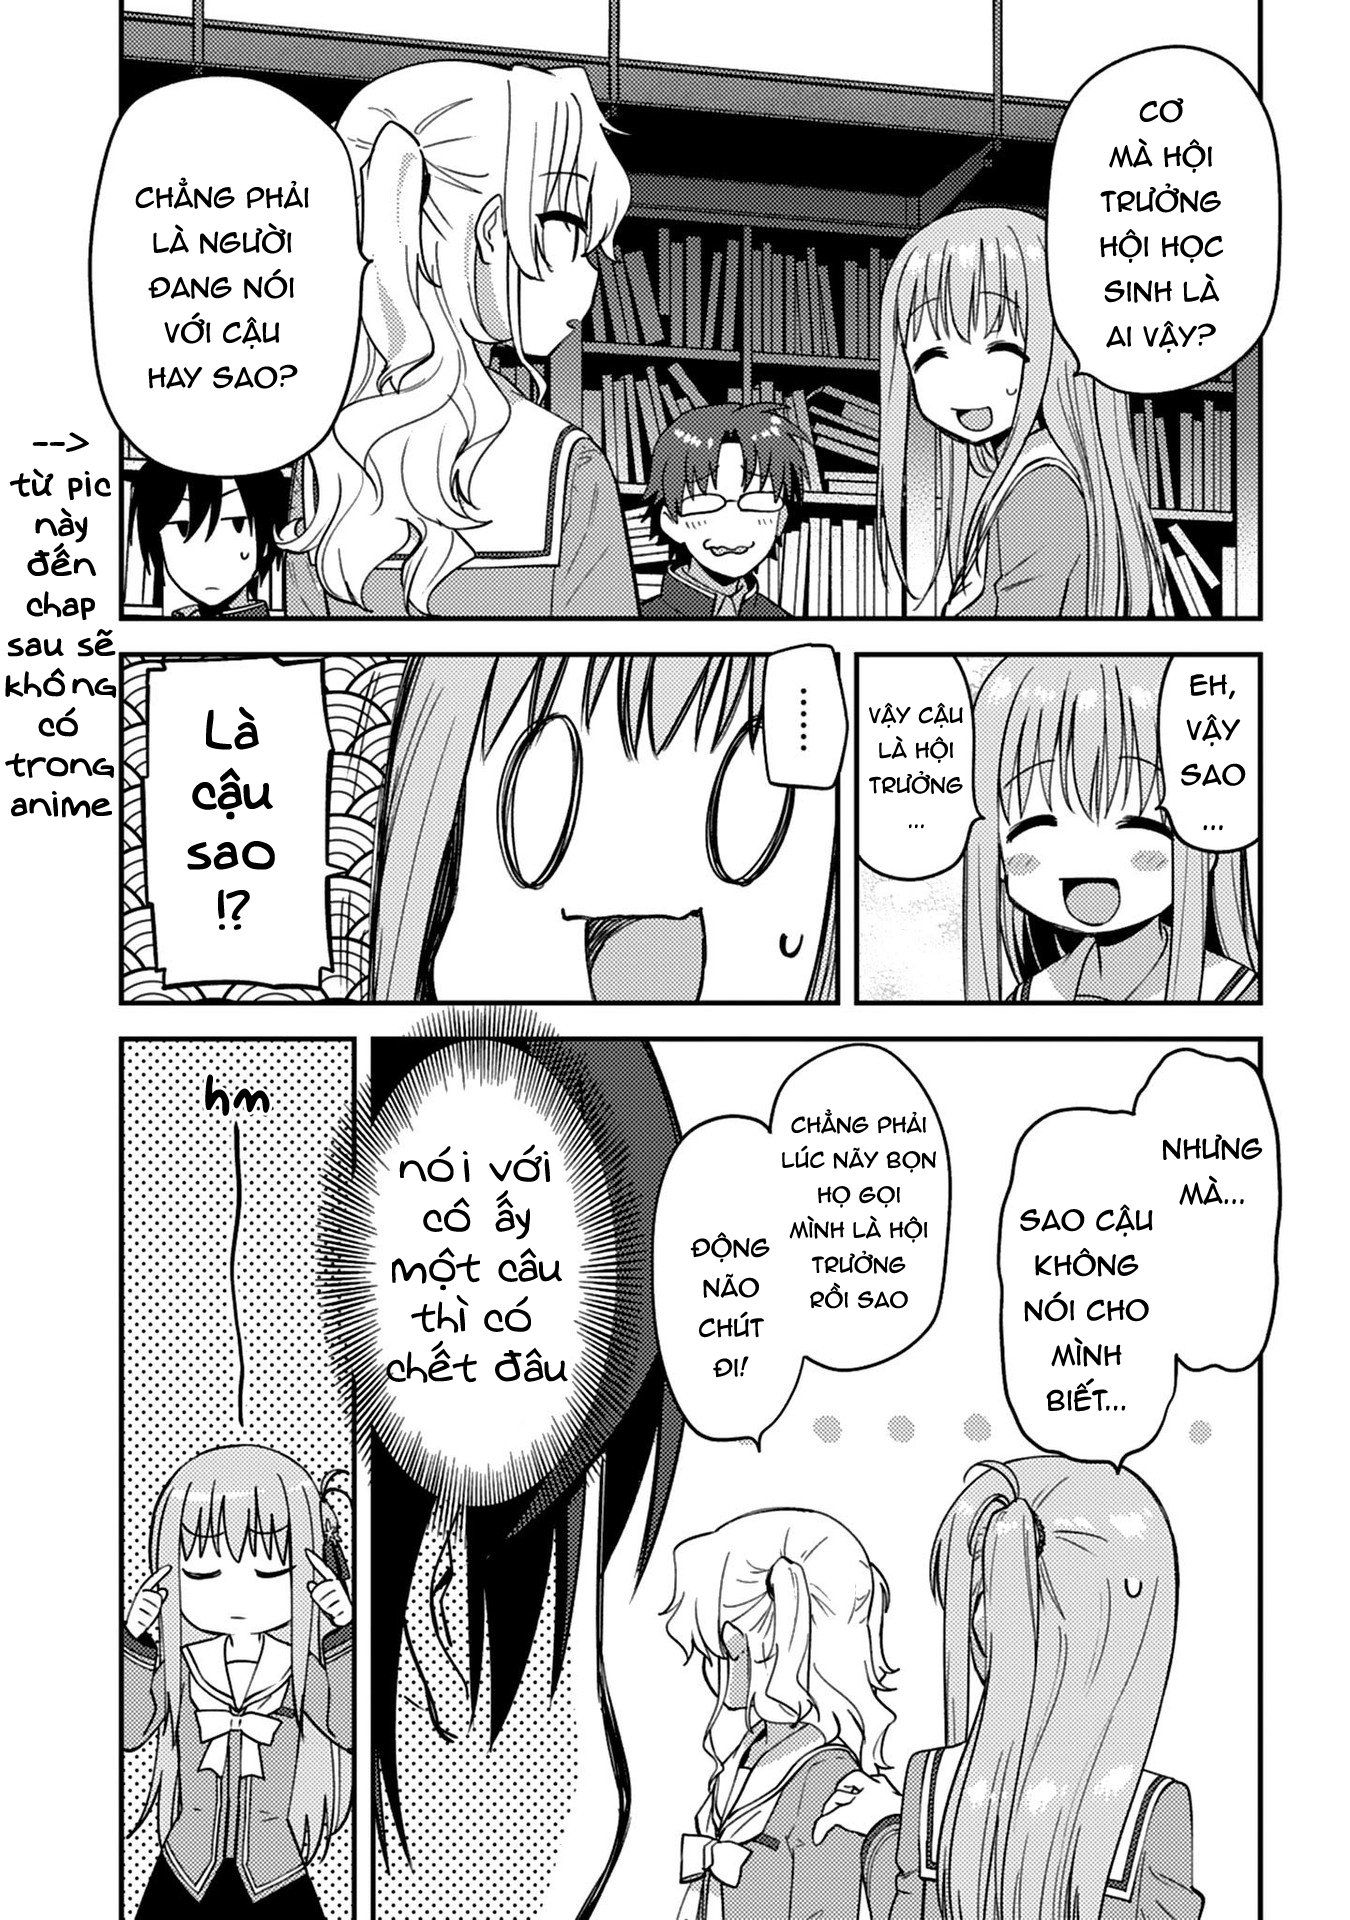 CƠ
MÀ HỘI
TRƯỞNG
HỘI HỌC
SINH LÀ
AI VẬY?
CHẲNG PHẢI
LÀ NGƯỜI
ĐANG NÓI
VỚI CẬU
HAY SAO?
-->
từ pic
này
đến
chap
sau sẽ
không
có
trong
anime
EH,
VẬY
SAO
...
VẬY CẬU
LÀ HỘI
TRƯỞNG
...
......
Là
cậu
sao
!?
NHƯNG
MÀ...
SAO CẬU
KHÔNG
NÓI CHO
MÌNH
BIẾT...
CHẲNG PHẢI
LÚC NÃY BỌN
HỌ GỌI
MÌNH LÀ HỘI
TRƯỞNG
RỒI SAO
ĐỘNG
NÃO
CHÚT
ĐI!
nói với
cô ấy
một câu
thì có
chết đâu
hm